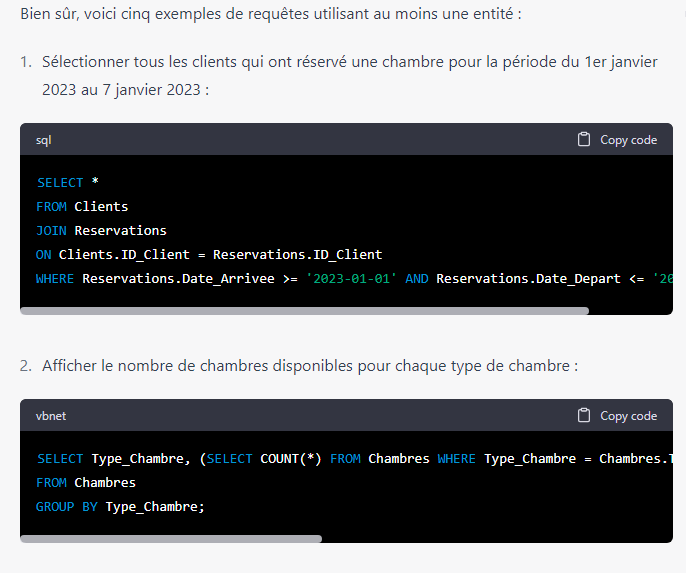 Bien sûr, voici cinq exemples de requêtes utilisant au moins une entité :
1. Sélectionner tous les clients qui ont réservé une chambre pour la période du 1er janvier
2023 au 7 janvier 2023 :
sql Copy code
SELECT *
FROM Clients
JOIN Reservations
ON Clients.ID_Client = Reservations.ID_Client
WHERE Reservations.Date_Arrivee >= '2023-01-01' AND Reservations.Date_Depart <= '20
2. Afficher le nombre de chambres disponibles pour chaque type de chambre :
vbnet Copy code
SELECT Type_Chambre, (SELECT COUNT(*) FROM Chambres WHERE Type_Chambre = Chambres.T
FROM Chambres
GROUP BY Type_Chambre;